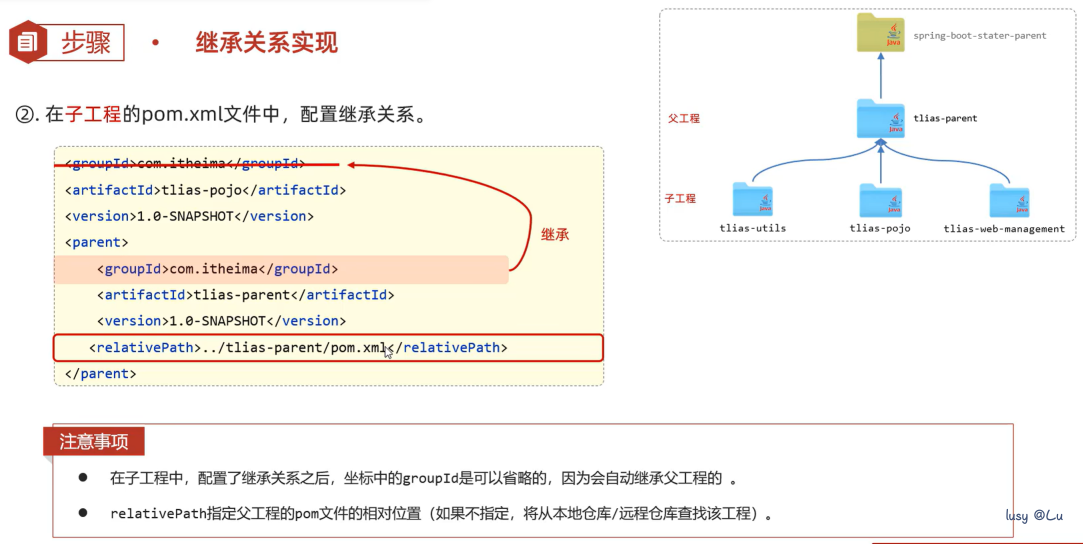 步骤 • 继承关系实现
②. 在子工程的pom.xml文件中，配置继承关系。
<groupId>com.itheima</groupId>
<artifactId>tlias-pojo</artifactId>
<version>1.0-SNAPSHOT</version>
<parent>
<groupId>com.itheima</groupId>
<artifactId>tlias-parent</artifactId>
<version>1.0-SNAPSHOT</version>
<relativePath>../tlias-parent/pom.xml</relativePath>
</parent>
继承
Java
spring-boot-stater-parent
父工程
Java
tlias-parent
子工程
Java
Java
Java
tlias-utils
tlias-pojo
tlias-web-management
注意事项
● 在子工程中，配置了继承关系之后，坐标中的groupId是可以省略的，因为会自动继承父工程的 。
● relativePath指定父工程的pom文件的相对位置（如果不指定，将从本地仓库/远程仓库查找该工程）。
lusy @Lu